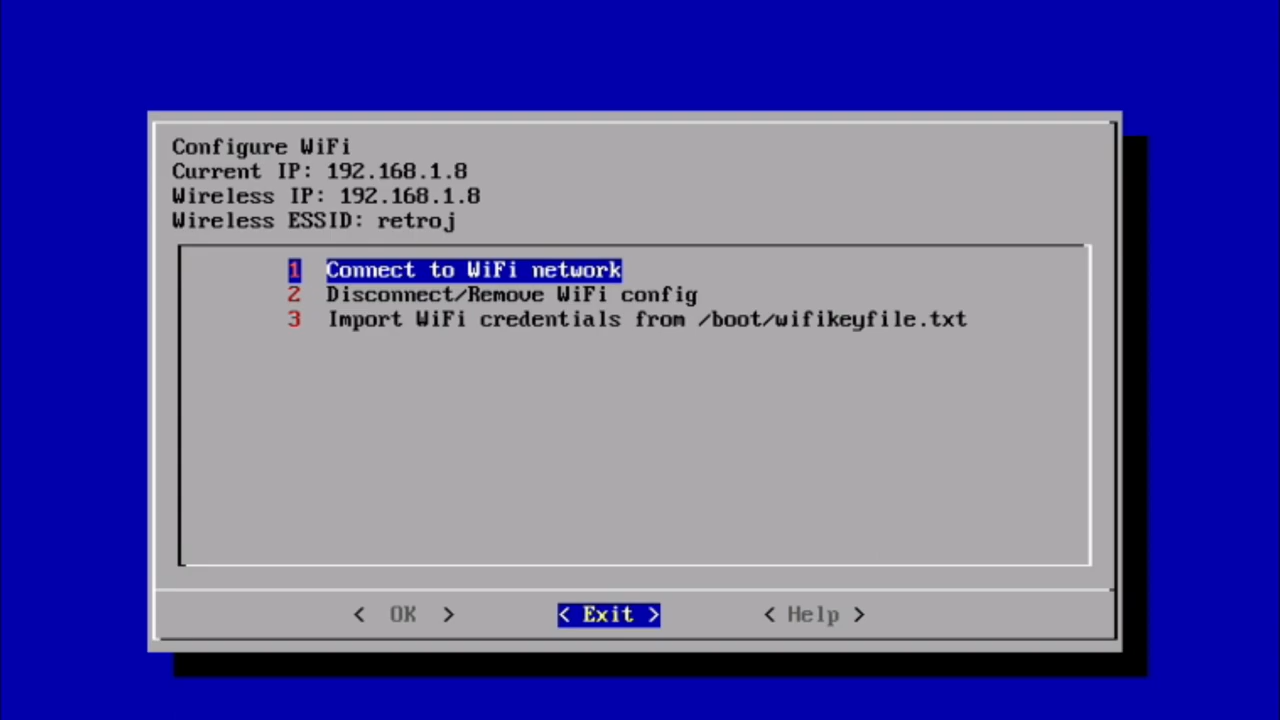 Configure WiFi
Current IP: 192.168.1.8
Wireless IP: 192.168.1.8
Wireless ESSID: retroj
1 Connect to WiFi network
2 Disconnect/Remove WiFi config
3 Import WiFi credentials from /boot/wifikeyfile.txt
< OK > < Exit > < Help >